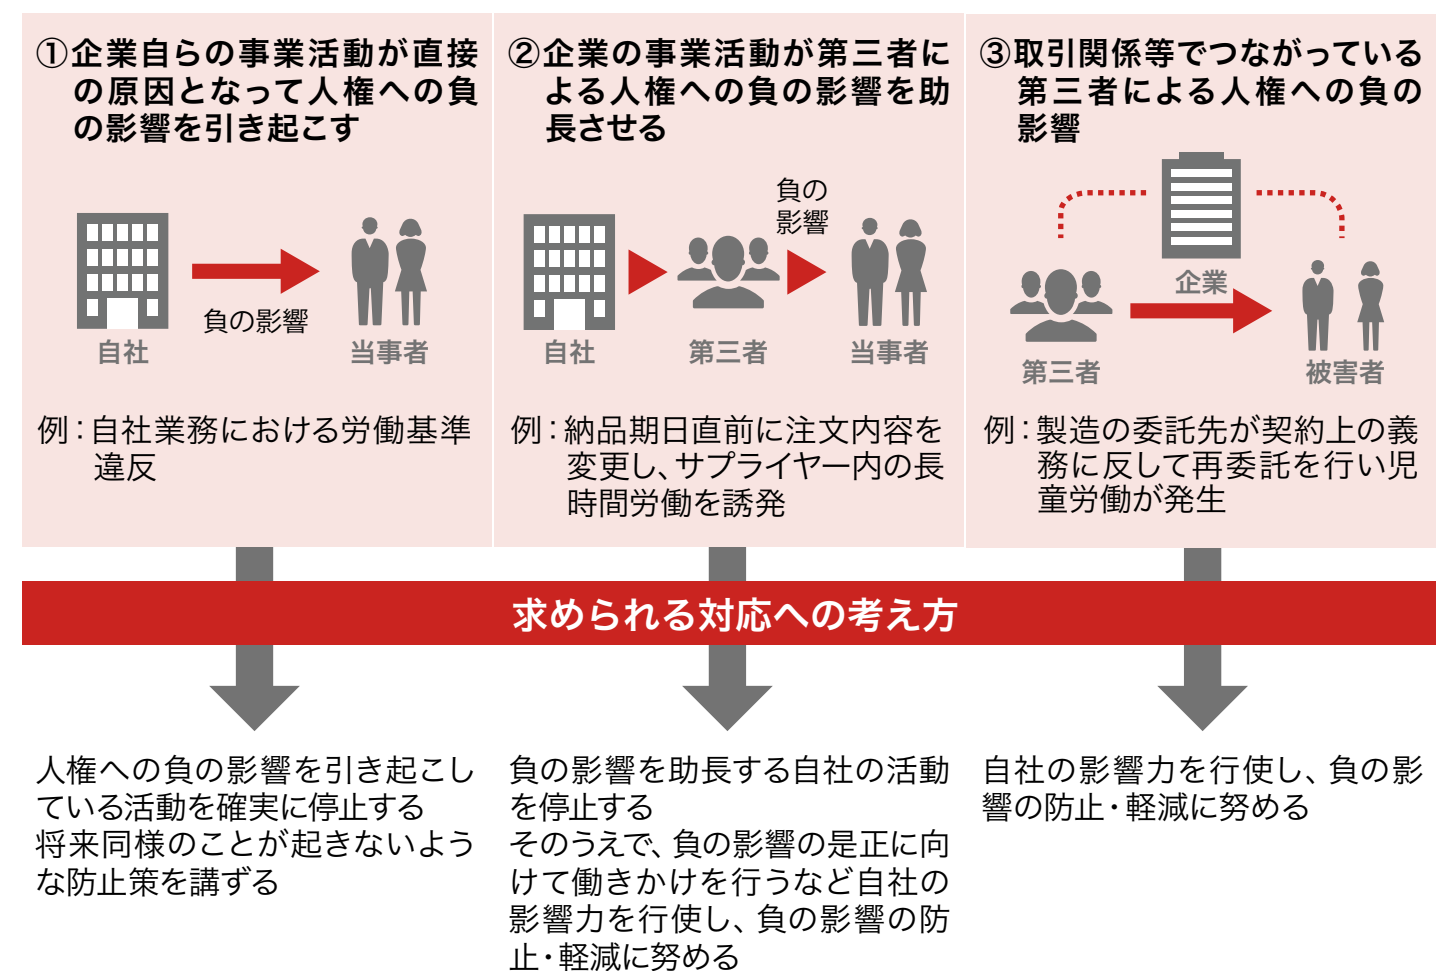 ①企業自らの事業活動が直接
の原因となって人権への負
の影響を引き起こす
負の影響
自社
当事者
例：自社業務における労働基準
違反
②企業の事業活動が第三者に
よる人権への負の影響を助
長させる
負の
影響
自社
第三者
当事者
例：納品期日直前に注文内容を
変更し、サプライヤー内の長
時間労働を誘発
③取引関係等でつながっている
第三者による人権への負の
影響
企業
第三者
被害者
例：製造の委託先が契約上の義
務に反して再委託を行い児
童労働が発生
求められる対応への考え方
人権への負の影響を引き起こし
ている活動を確実に停止する
将来同様のことが起きないよう
な防止策を講ずる
負の影響を助長する自社の活動
を停止する
そのうえで、負の影響の是正に向
けて働きかけを行うなど自社の
影響力を行使し、負の影響の防
止・軽減に努める
自社の影響力を行使し、負の影
響の防止・軽減に努める